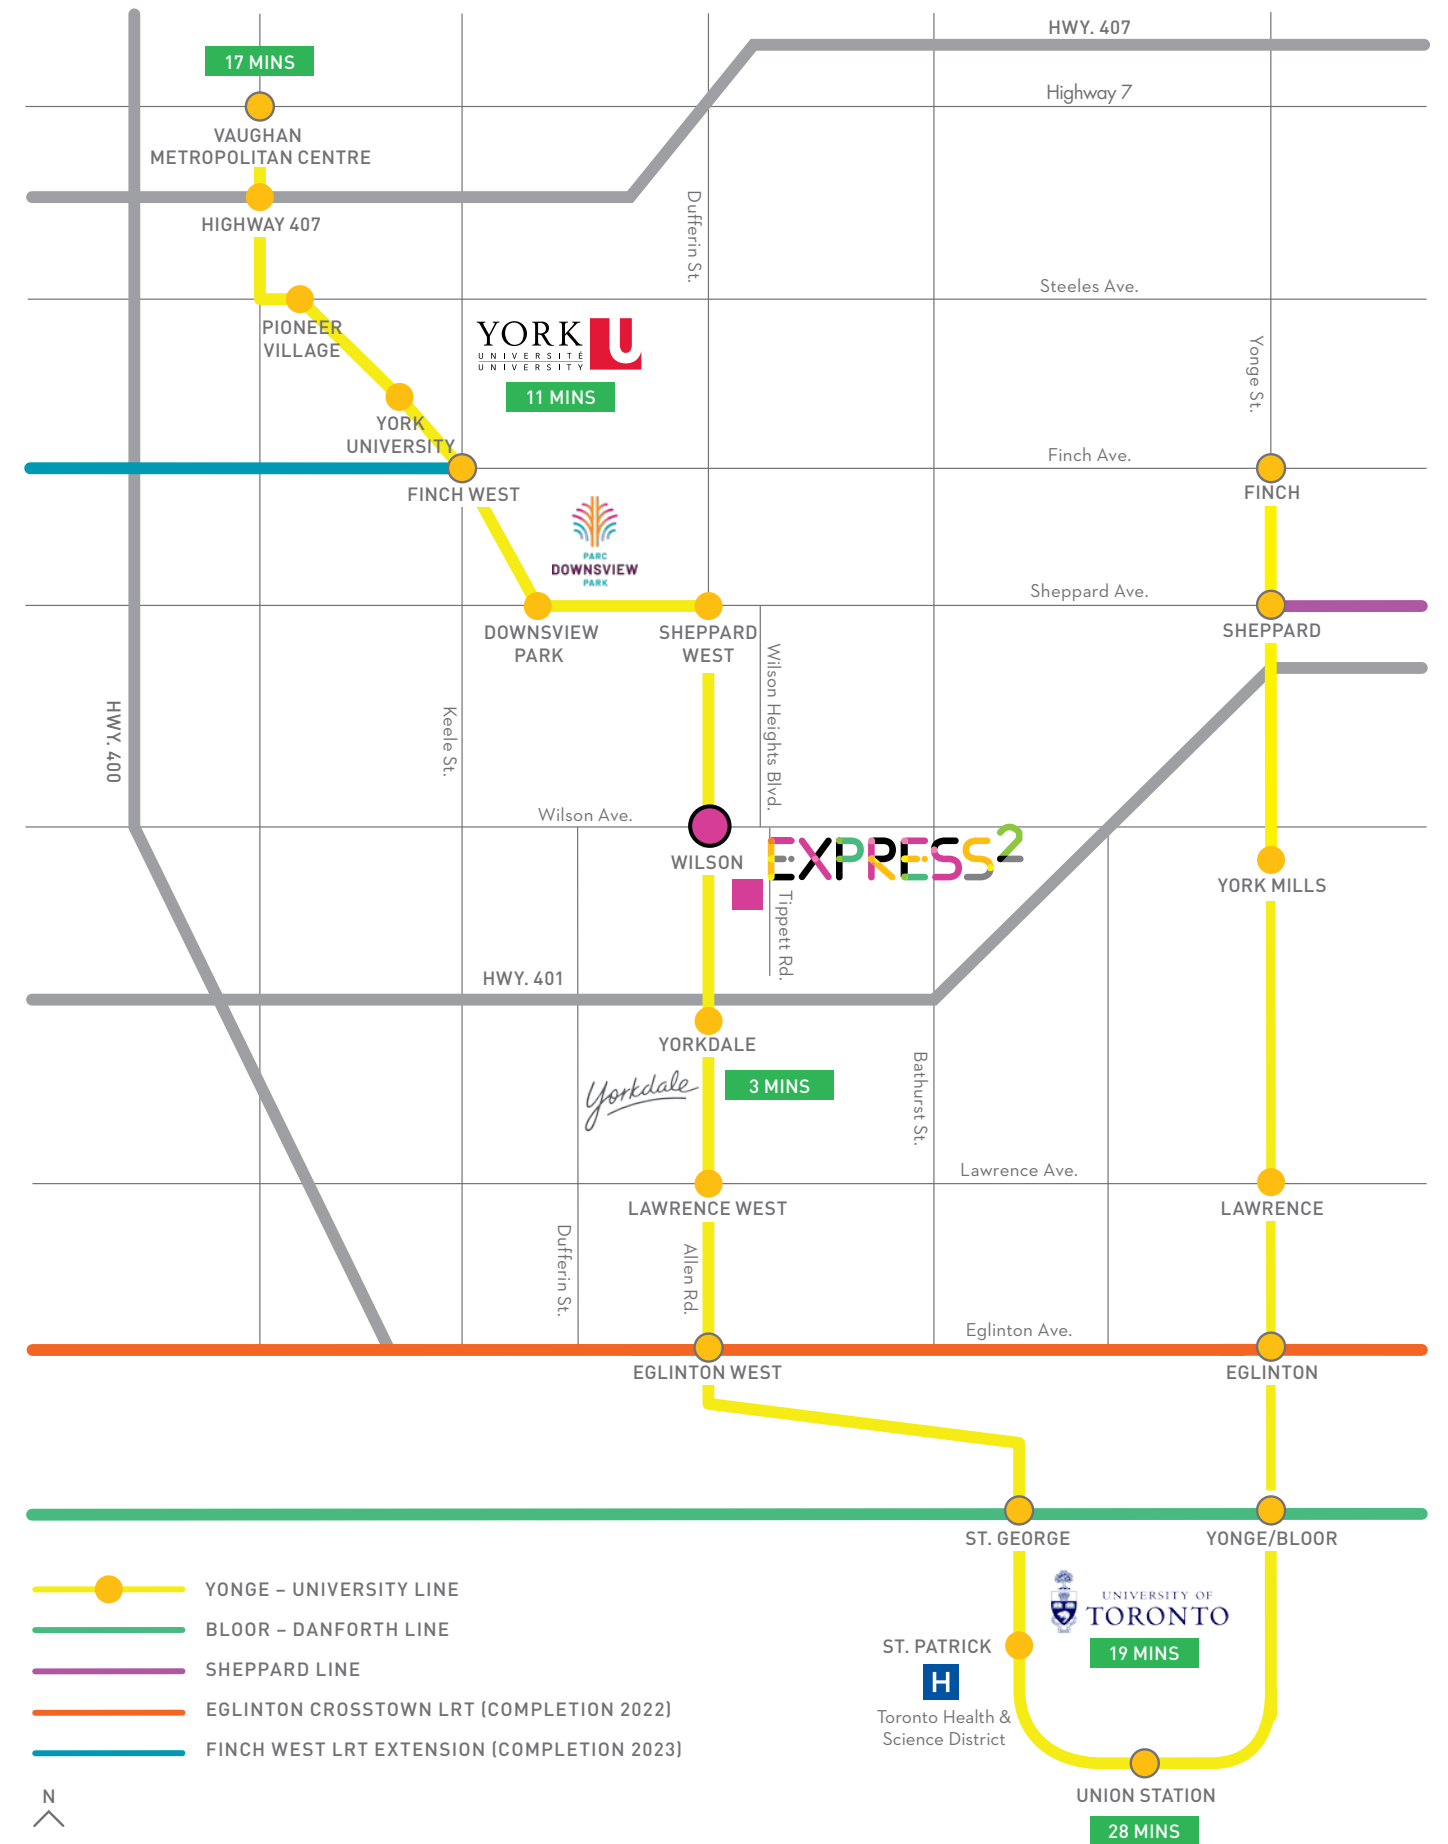 HWY. 407
17 MINS
Highway 7
VAUGHAN
METROPOLITAN CENTRE
Dufferin St.
HIGHWAY 407
Steeles Ave.
PIONEER
VILLAGE
YORK U
UNIVERSITÉ
UNIVERSITY
11 MINS
Yonge St.
YORK
UNIVERSITY
Finch Ave.
FINCH WEST
FINCH
PARC
DOWNSVIEW
PARK
Sheppard Ave.
DOWNSVIEW
PARK
SHEPPARD
WEST
SHEPPARD
Wilson Heights Blvd.
HWY. 400
Keele St.
Wilson Ave.
WILSON
EXPRESS2
YORK MILLS
Tippett Rd.
HWY. 401
YORKDALE
Yorkdale
3 MINS
Bathurst St.
Lawrence Ave.
LAWRENCE WEST
LAWRENCE
Dufferin St.
Allen Rd.
Eglinton Ave.
EGLINTON WEST
EGLINTON
ST. GEORGE
YONGE/BLOOR
YONGE – UNIVERSITY LINE
BLOOR – DANFORTH LINE
SHEPPARD LINE
EGLINTON CROSSTOWN LRT (COMPLETION 2022)
FINCH WEST LRT EXTENSION (COMPLETION 2023)
N
UNIVERSITY OF
TORONTO
19 MINS
ST. PATRICK
H
Toronto Health &
Science District
UNION STATION
28 MINS